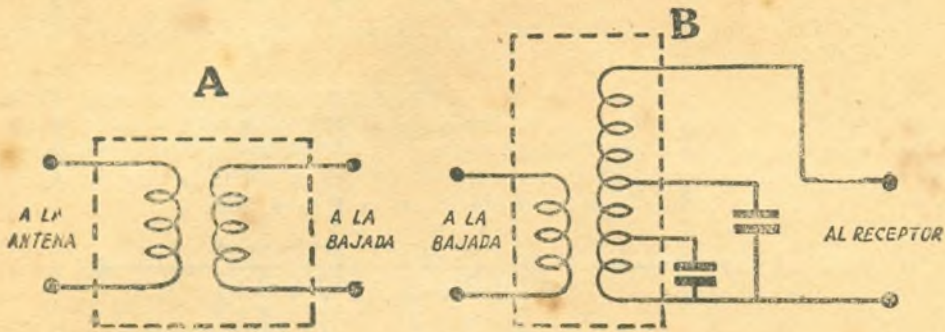 A
B
A LA
ANTENA
A LA
BAJADA
A LA
BAJADA
AL RECEPTOR